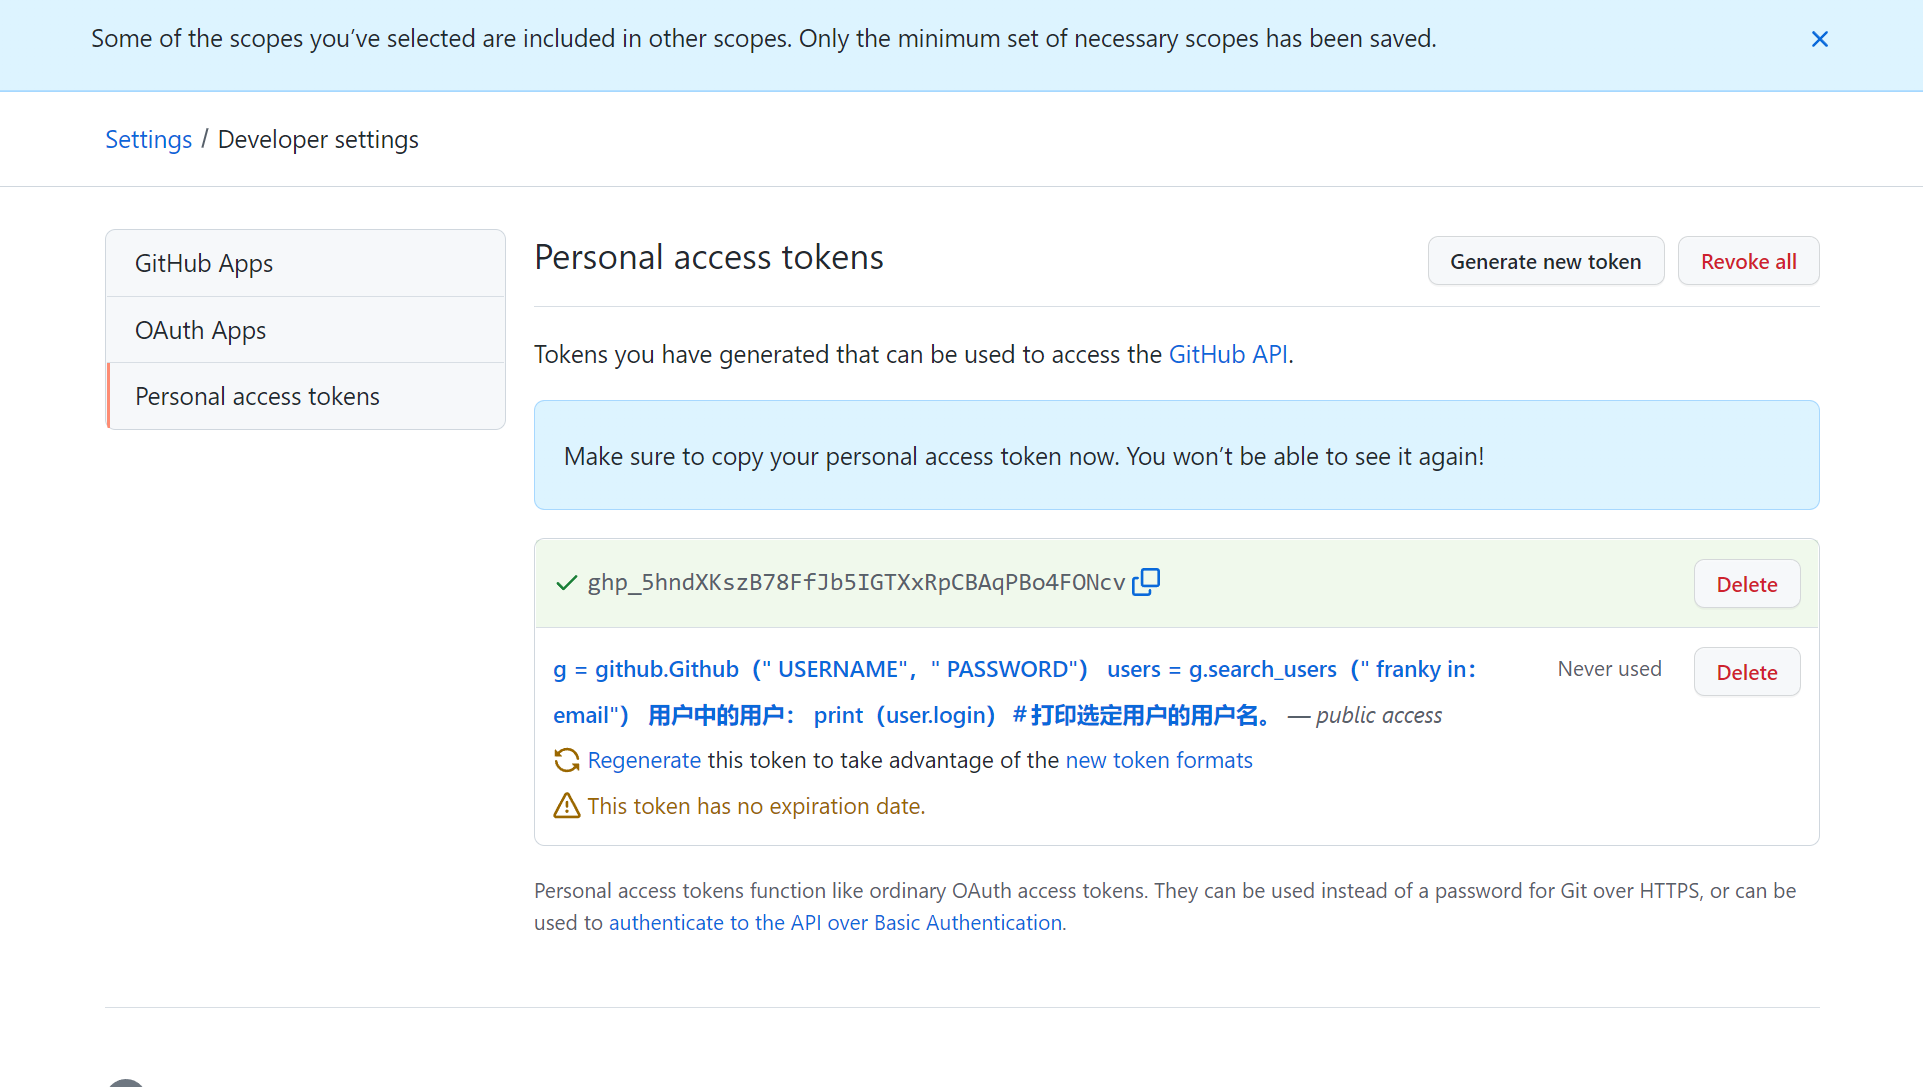 Some of the scopes you’ve selected are included in other scopes. Only the minimum set of necessary scopes has been saved.
Settings / Developer settings
GitHub Apps
OAuth Apps
Personal access tokens
Personal access tokens
Generate new token
Revoke all
Tokens you have generated that can be used to access the GitHub API.
Make sure to copy your personal access token now. You won’t be able to see it again!
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
Delete
g = github.Github（" USERNAME"，" PASSWORD"） users = g.search_users（" franky in：
email"） 用户中的用户： print（user.login）＃打印选定用户的用户名。 — public access
Never used
Delete
Regenerate this token to take advantage of the new token formats
This token has no expiration date.
Personal access tokens function like ordinary OAuth access tokens. They can be used instead of a password for Git over HTTPS, or can be
used to authenticate to the API over Basic Authentication.